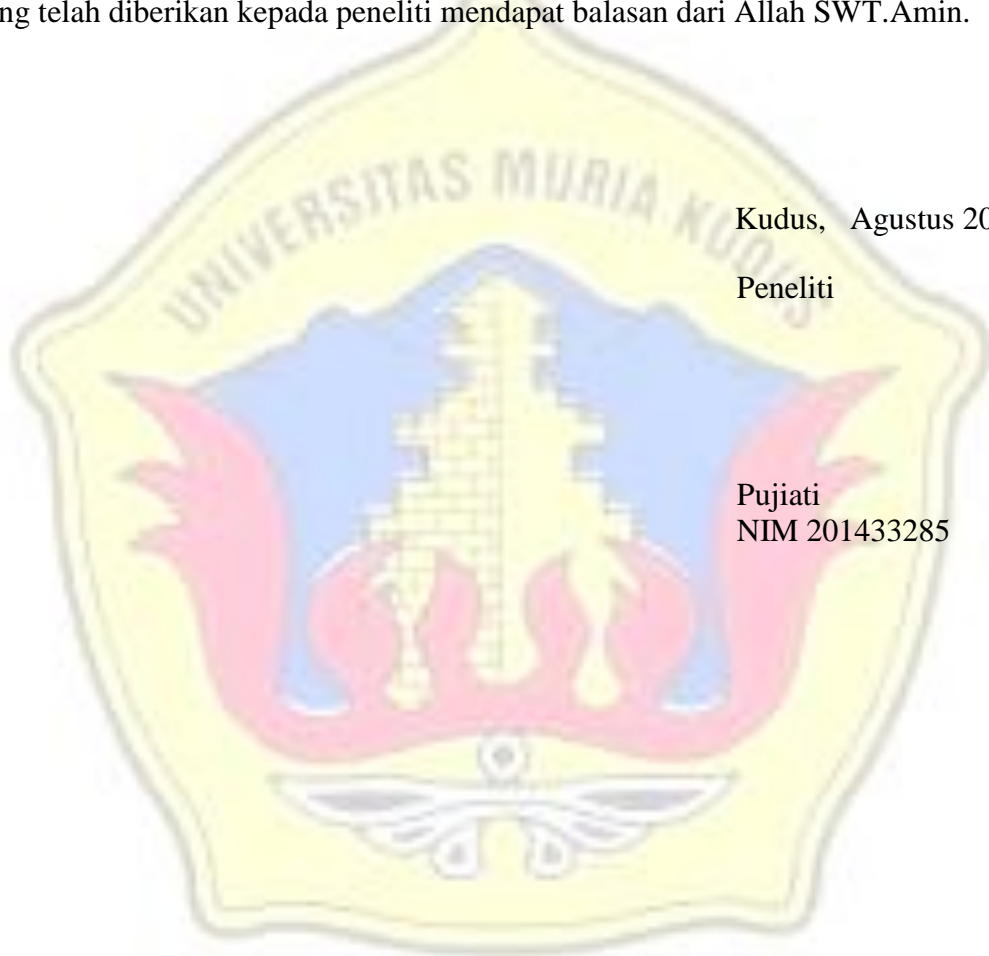 ng telah diberikan kepada peneliti mendapat balasan dari Allah SWT.Amin.
UNIVERSITAS MURIA KUDUS
Kudus, Agustus 20
Peneliti
Pujiati
NIM 201433285